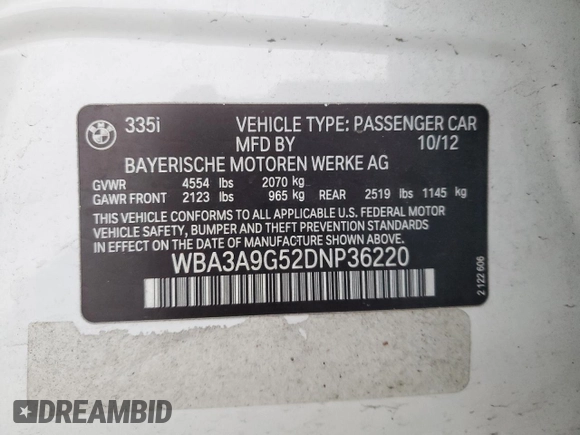 BMW
335i VEHICLE TYPE: PASSENGER CAR
MFD BY 10/12
BAYERISCHE MOTOREN WERKE AG
GVWR 4554 lbs 2070 kg
GAWR FRONT 2123 lbs 965 kg REAR 2519 lbs 1145 kg
THIS VEHICLE CONFORMS TO ALL APPLICABLE U.S. FEDERAL MOTOR
VEHICLE SAFETY, BUMPER AND THEFT PREVENTION STANDARDS
IN EFFECT ON THE DATE OF MANUFACTURE SHOWN ABOVE.
WBA3A9G52DNP36220
2 122 606
DREAMBID